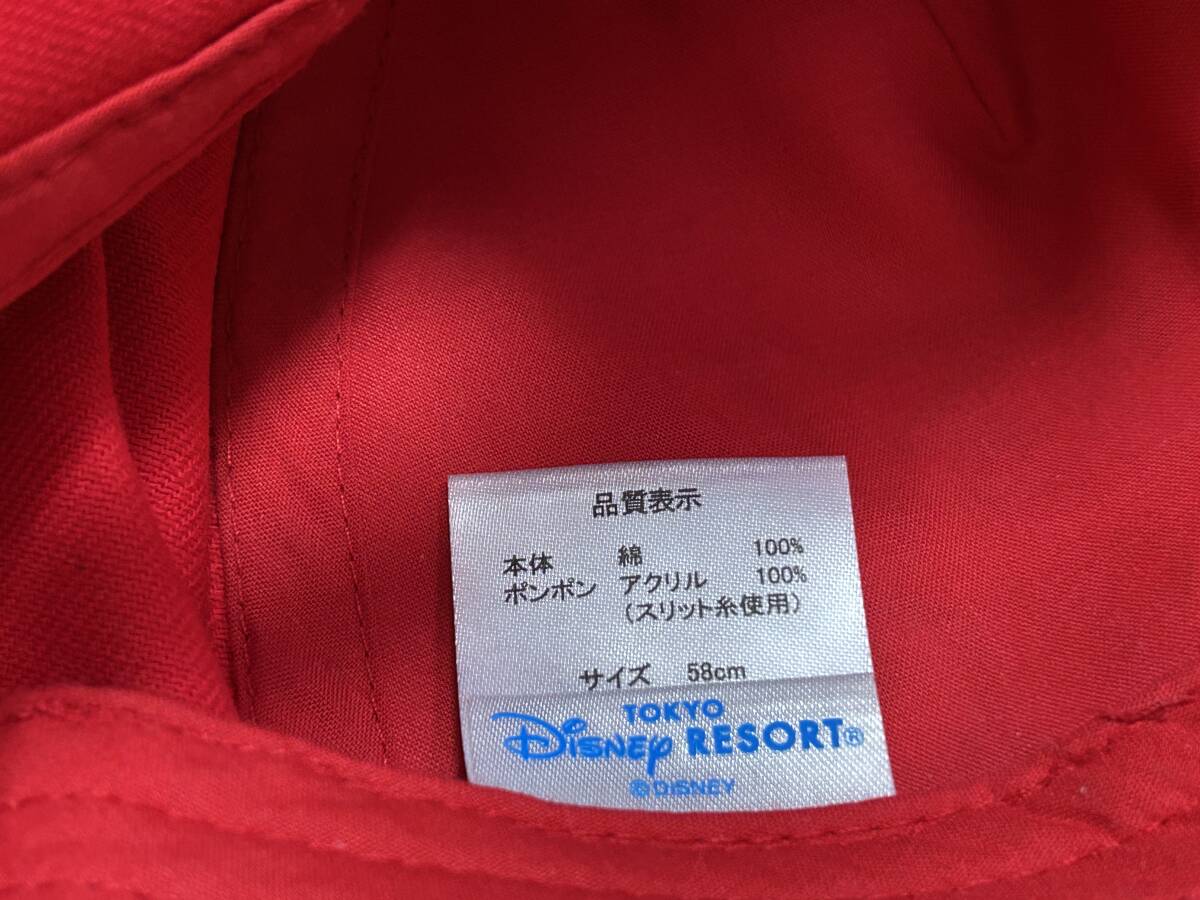 品質表示
本体 綿 100%
ポンポン アクリル 100%
(スリット糸使用)
サイズ 58cm
TOKYO
Disney RESORT®
©DISNEY